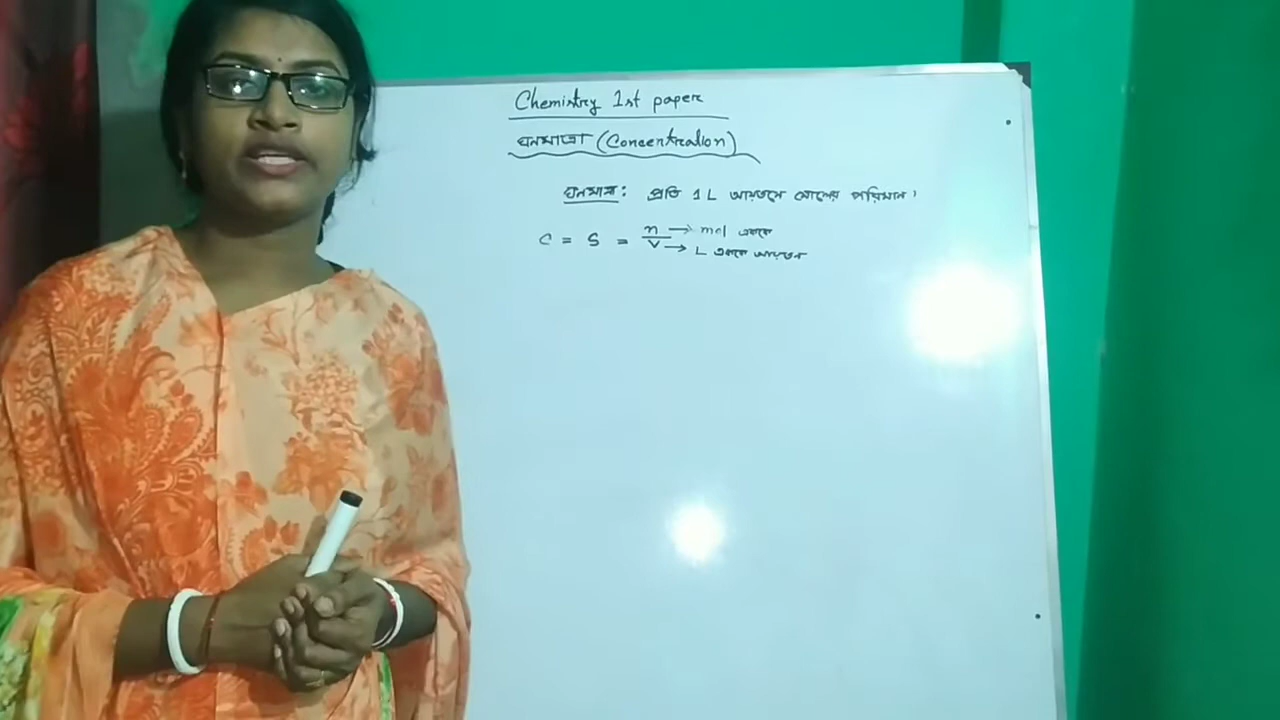 Chemistry 1st paper
ঘনমাত্রা (Concentration)
ঘনমাত্রা : প্রতি 1 L আয়তনে মোলের পরিমান।
C = S = n/V → mol এককে
→ L এককে আয়তন